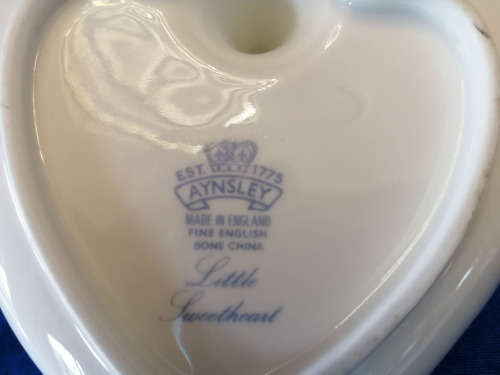 EST. 1775
AYNSLEY
MADE IN ENGLAND
FINE ENGLISH
BONE CHINA
Little
Sweetheart